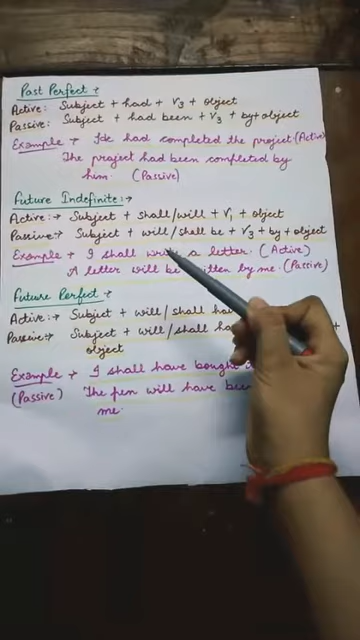 Past Perfect :-
Active: Subject + had + V3 + object
Passive: Subject + had been + V3 + by + object
Example :- He had completed the project (Active)
The project had been completed by
him. (Passive)
Future Indefinite :→
Active :→ Subject + shall/will + V1 + object
Passive :→ Subject + will/shall be + V3 + by + object
Example → I shall write a letter. (Active)
A letter will be written by me. (Passive)
Future Perfect :→
Active :→ Subject + will/shall
Passive :→ Subject + will/shall +
object
Example → I shall have bought
(Passive) The pen will have been
me.